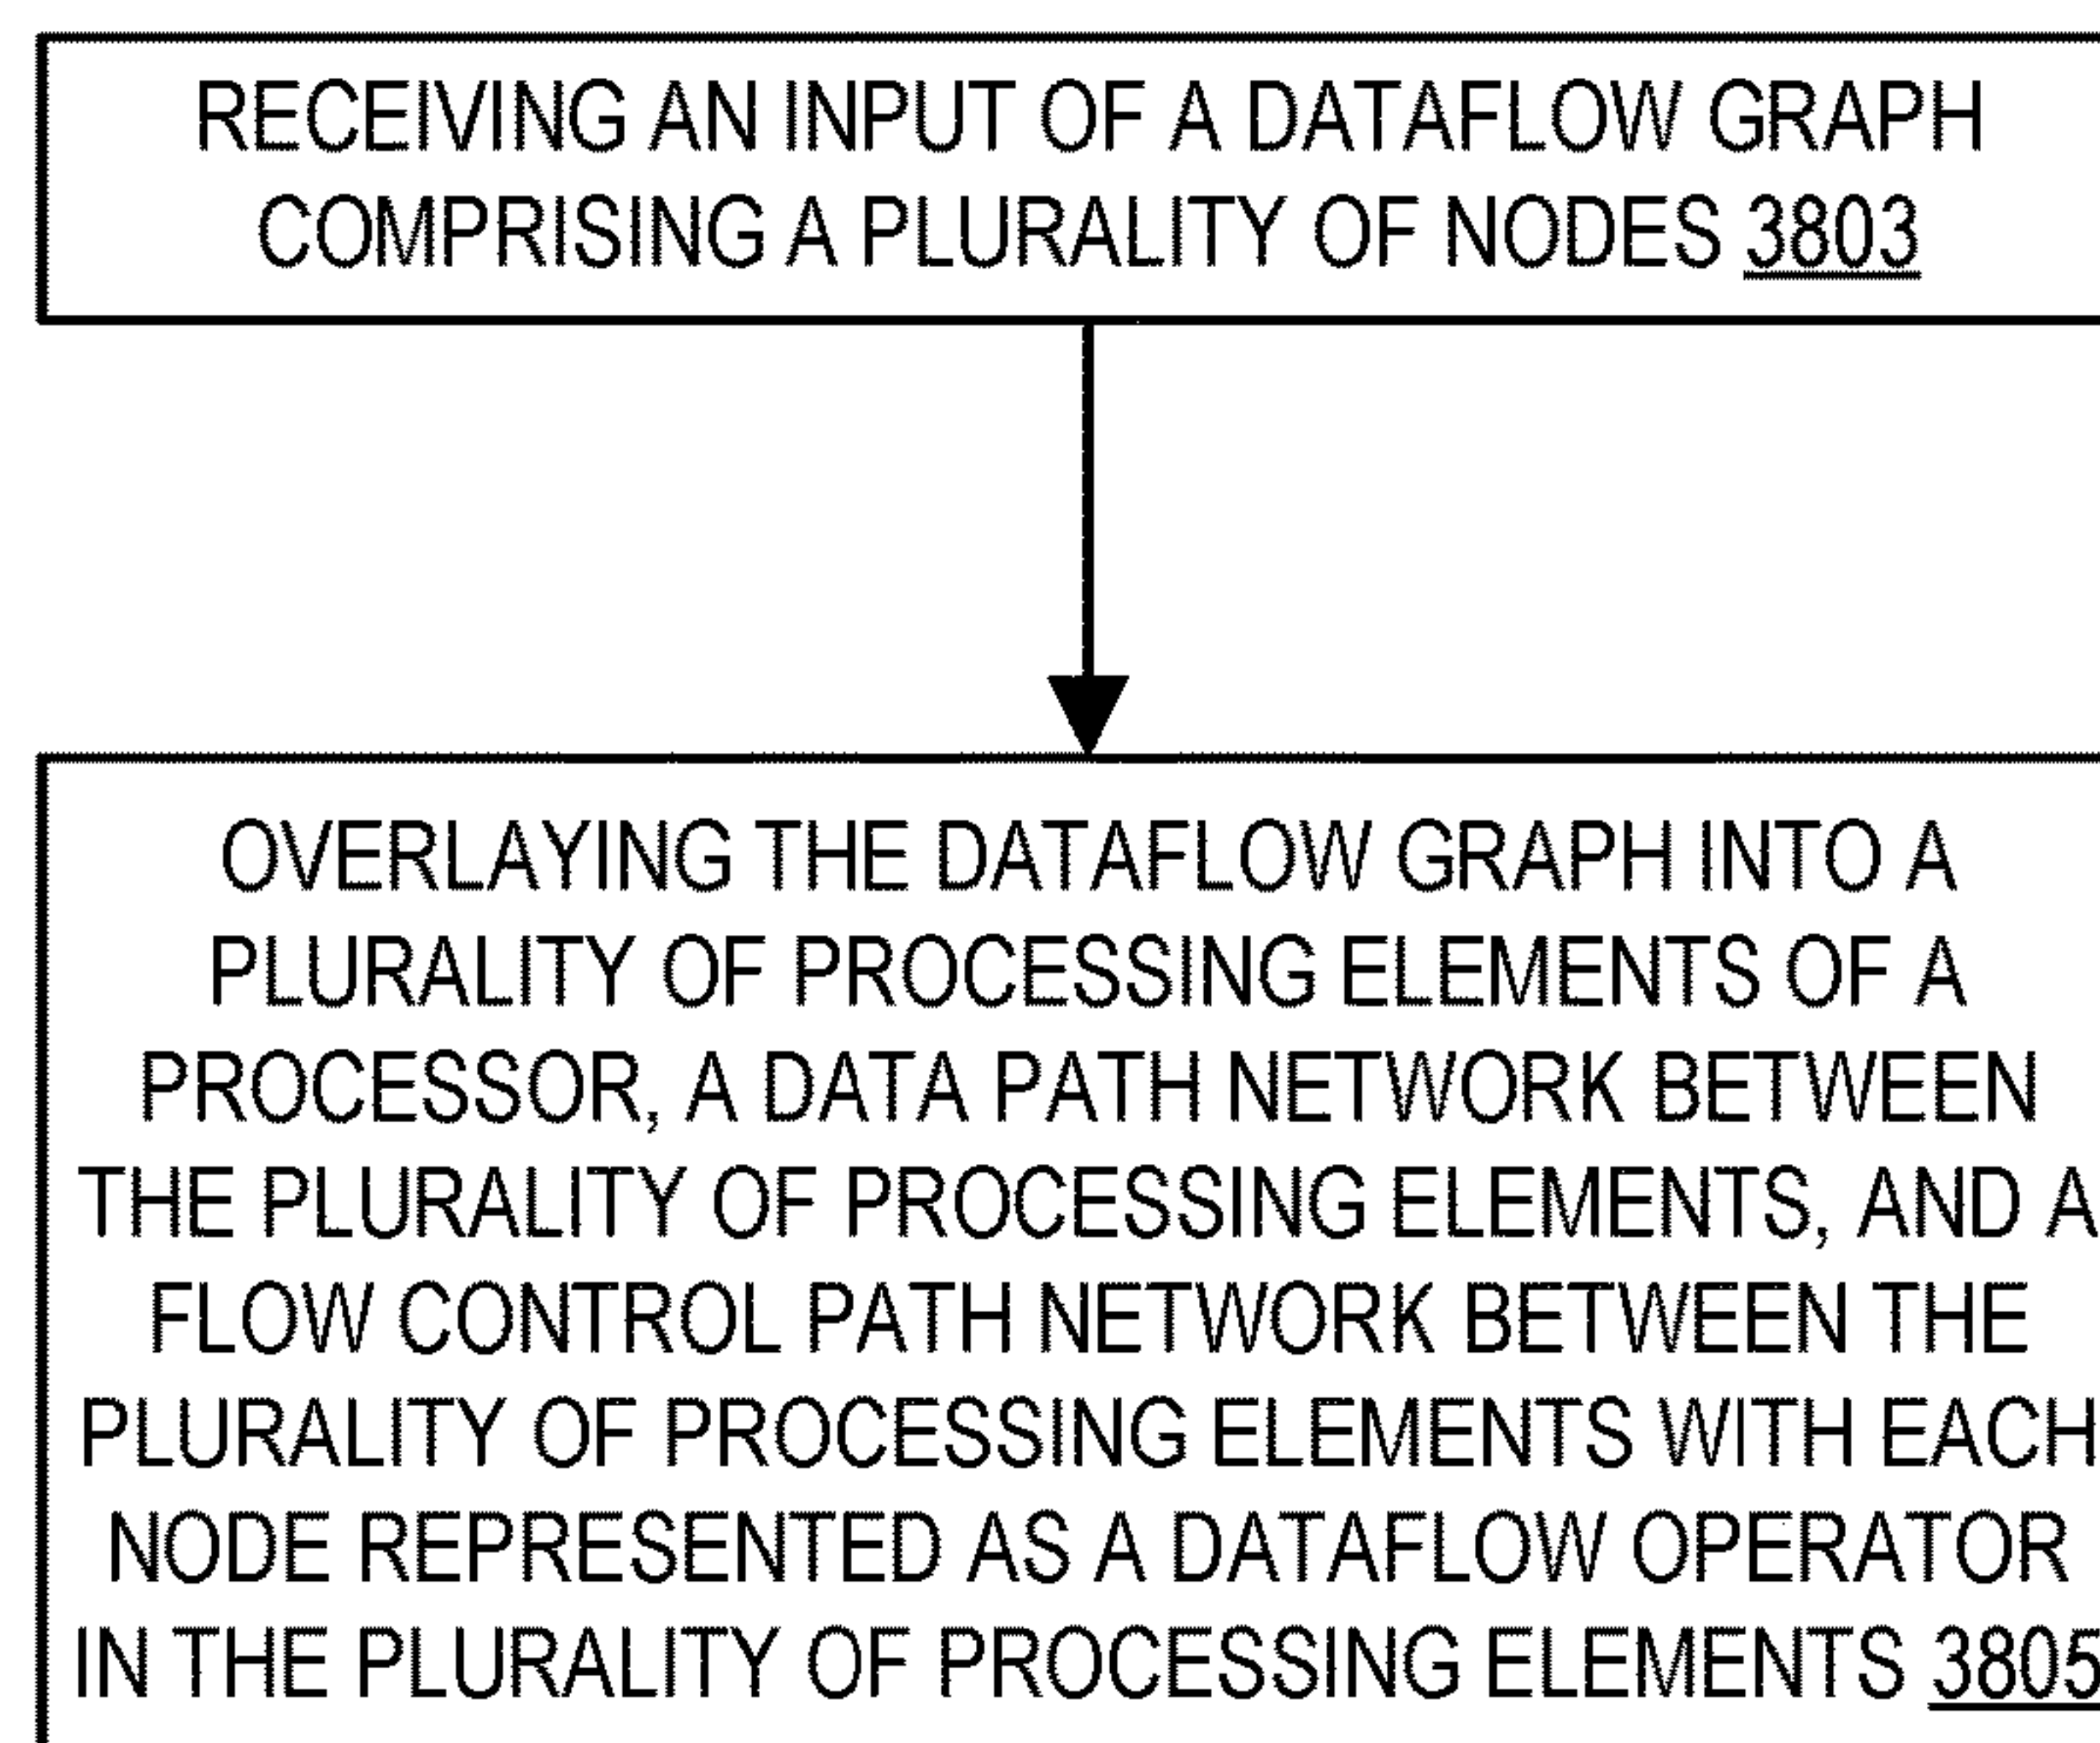 RECEIVING AN INPUT OF A DATAFLOW GRAPH
COMPRISING A PLURALITY OF NODES 3803
OVERLAYING THE DATAFLOW GRAPH INTO A
PLURALITY OF PROCESSING ELEMENTS OF A
PROCESSOR, A DATA PATH NETWORK BETWEEN
THE PLURALITY OF PROCESSING ELEMENTS, AND A
FLOW CONTROL PATH NETWORK BETWEEN THE
PLURALITY OF PROCESSING ELEMENTS WITH EACH
NODE REPRESENTED AS A DATAFLOW OPERATOR
IN THE PLURALITY OF PROCESSING ELEMENTS 3805